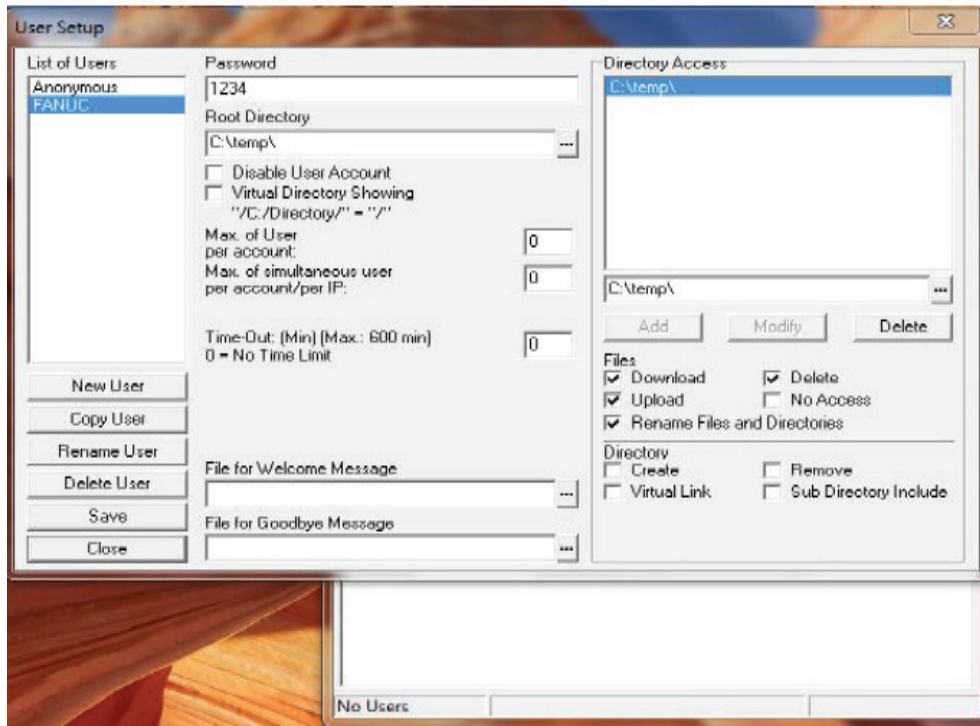 User Setup
List of Users
Anonymous
FANUC
New User
Copy User
Rename User
Delete User
Save
Close
Password
1234
Root Directory
C:\temp\
...
Disable User Account
Virtual Directory Showing
"/C:/Directory/" = "/"
Max. of User
per account:
0
Max. of simultaneous user
per account/per IP:
0
Time-Out: (Min) (Max.: 600 min)
0 = No Time Limit
0
File for Welcome Message
...
File for Goodbye Message
...
Directory Access
C:\temp\
C:\temp\
...
Add
Modify
Delete
Files
Download
Delete
Upload
No Access
Rename Files and Directories
Directory
Create
Remove
Virtual Link
Sub Directory Include
No Users